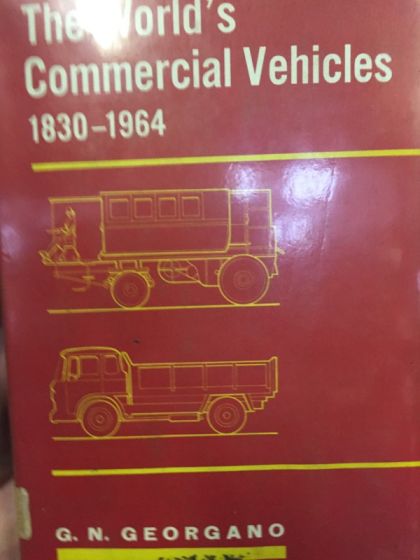 The World's
Commercial Vehicles
1830-1964
G. N. GEORGANO